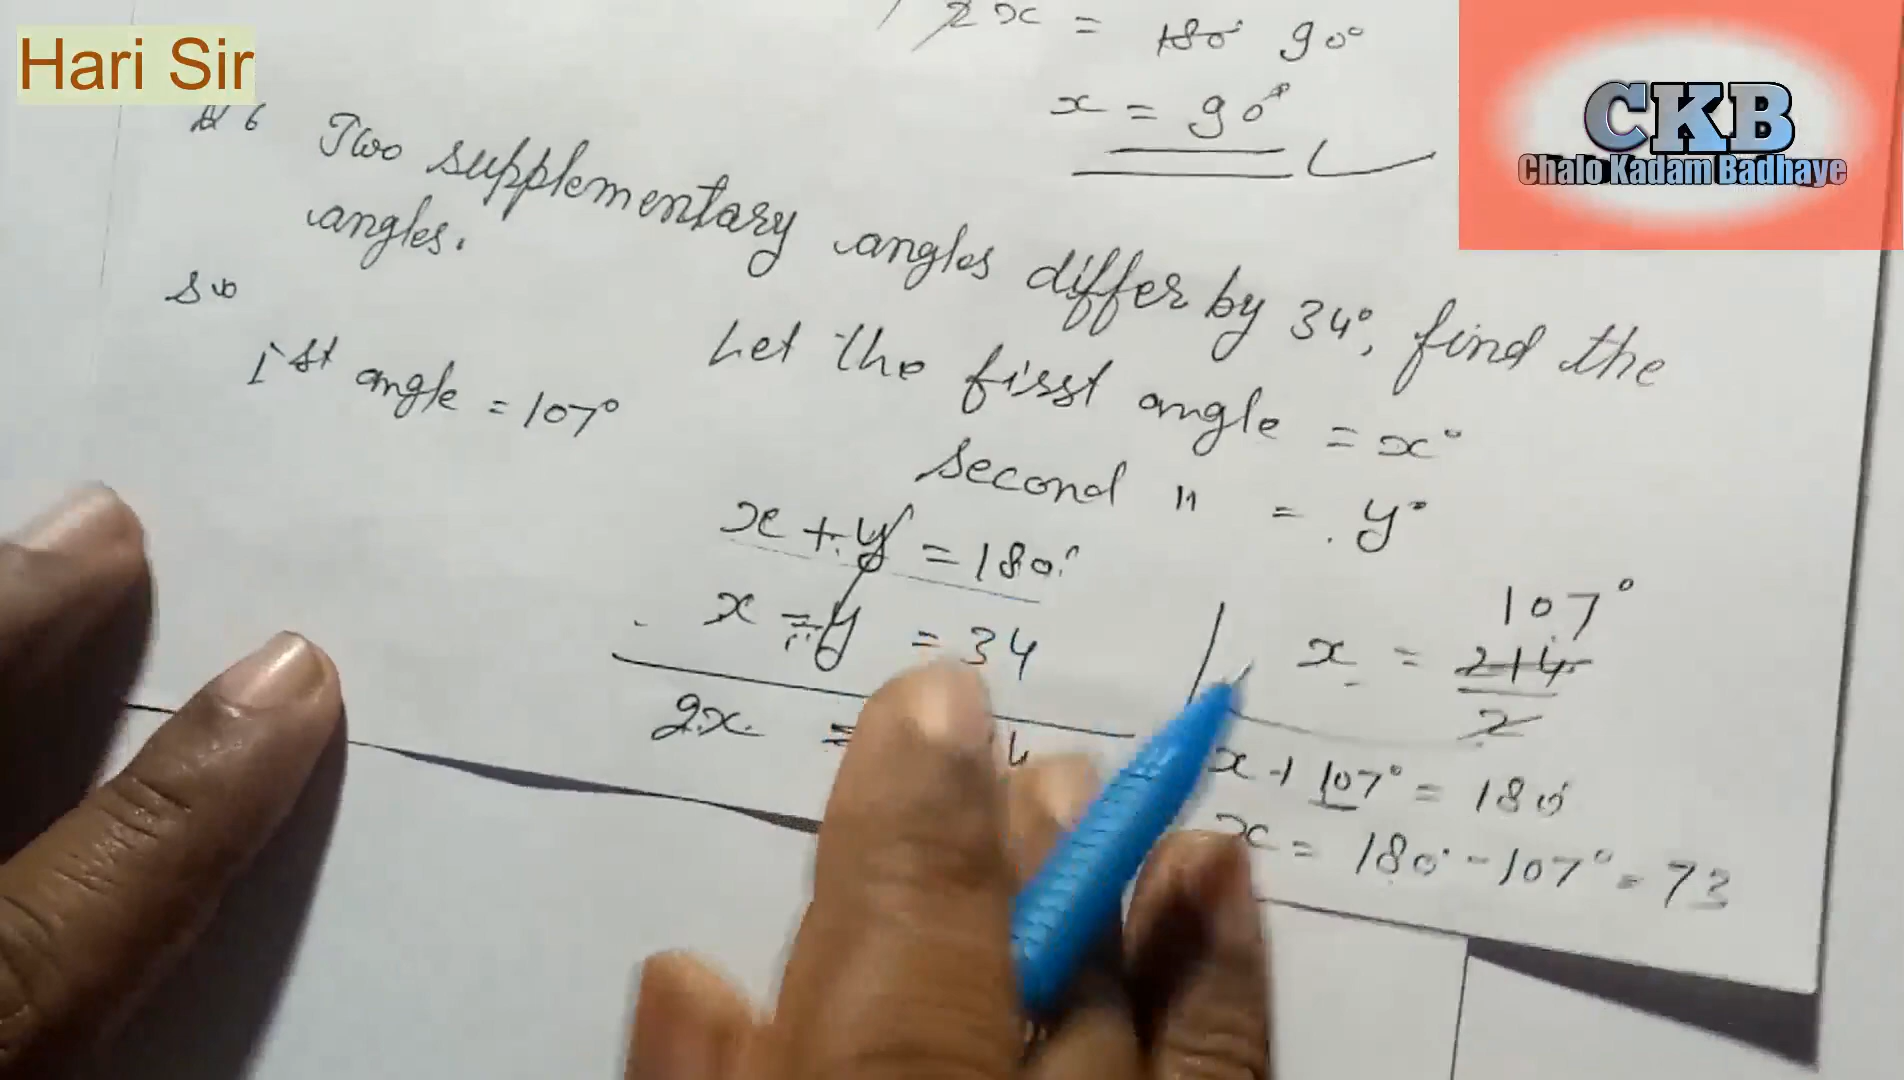 Hari Sir
CKB
Chalo Kadam Badhaye
2x = 180° 90°
x = 90°
6 Two supplementary angles differ by 34°, find the
angles.
Let the first angle = x°
second " = y°
1st angle = 107°
x + y = 180°
x - y = 34
2x =
107°
x = 214
2
x + 107° = 180°
x = 180° - 107° = 73